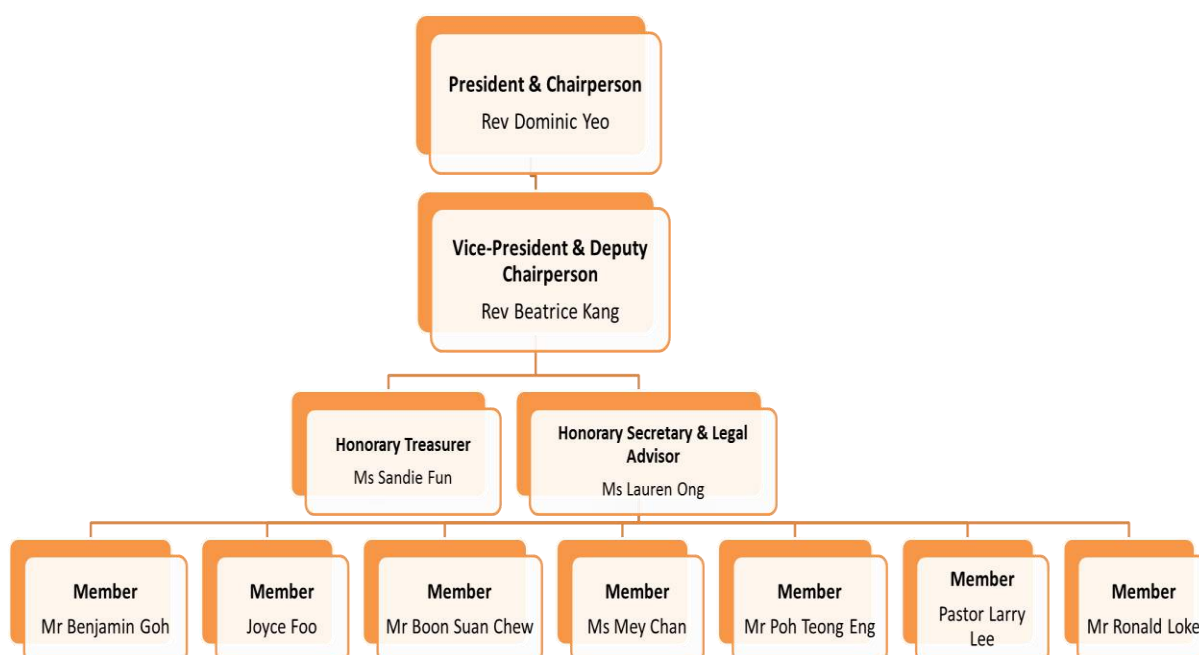 President & Chairperson
Rev Dominic Yeo
Vice-President & Deputy
Chairperson
Rev Beatrice Kang
Honorary Treasurer
Ms Sandie Fun
Honorary Secretary & Legal
Advisor
Ms Lauren Ong
Member
Mr Benjamin Goh
Member
Joyce Foo
Member
Mr Boon Suan Chew
Member
Ms Mey Chan
Member
Mr Poh Teong Eng
Member
Pastor Larry
Lee
Member
Mr Ronald Loke